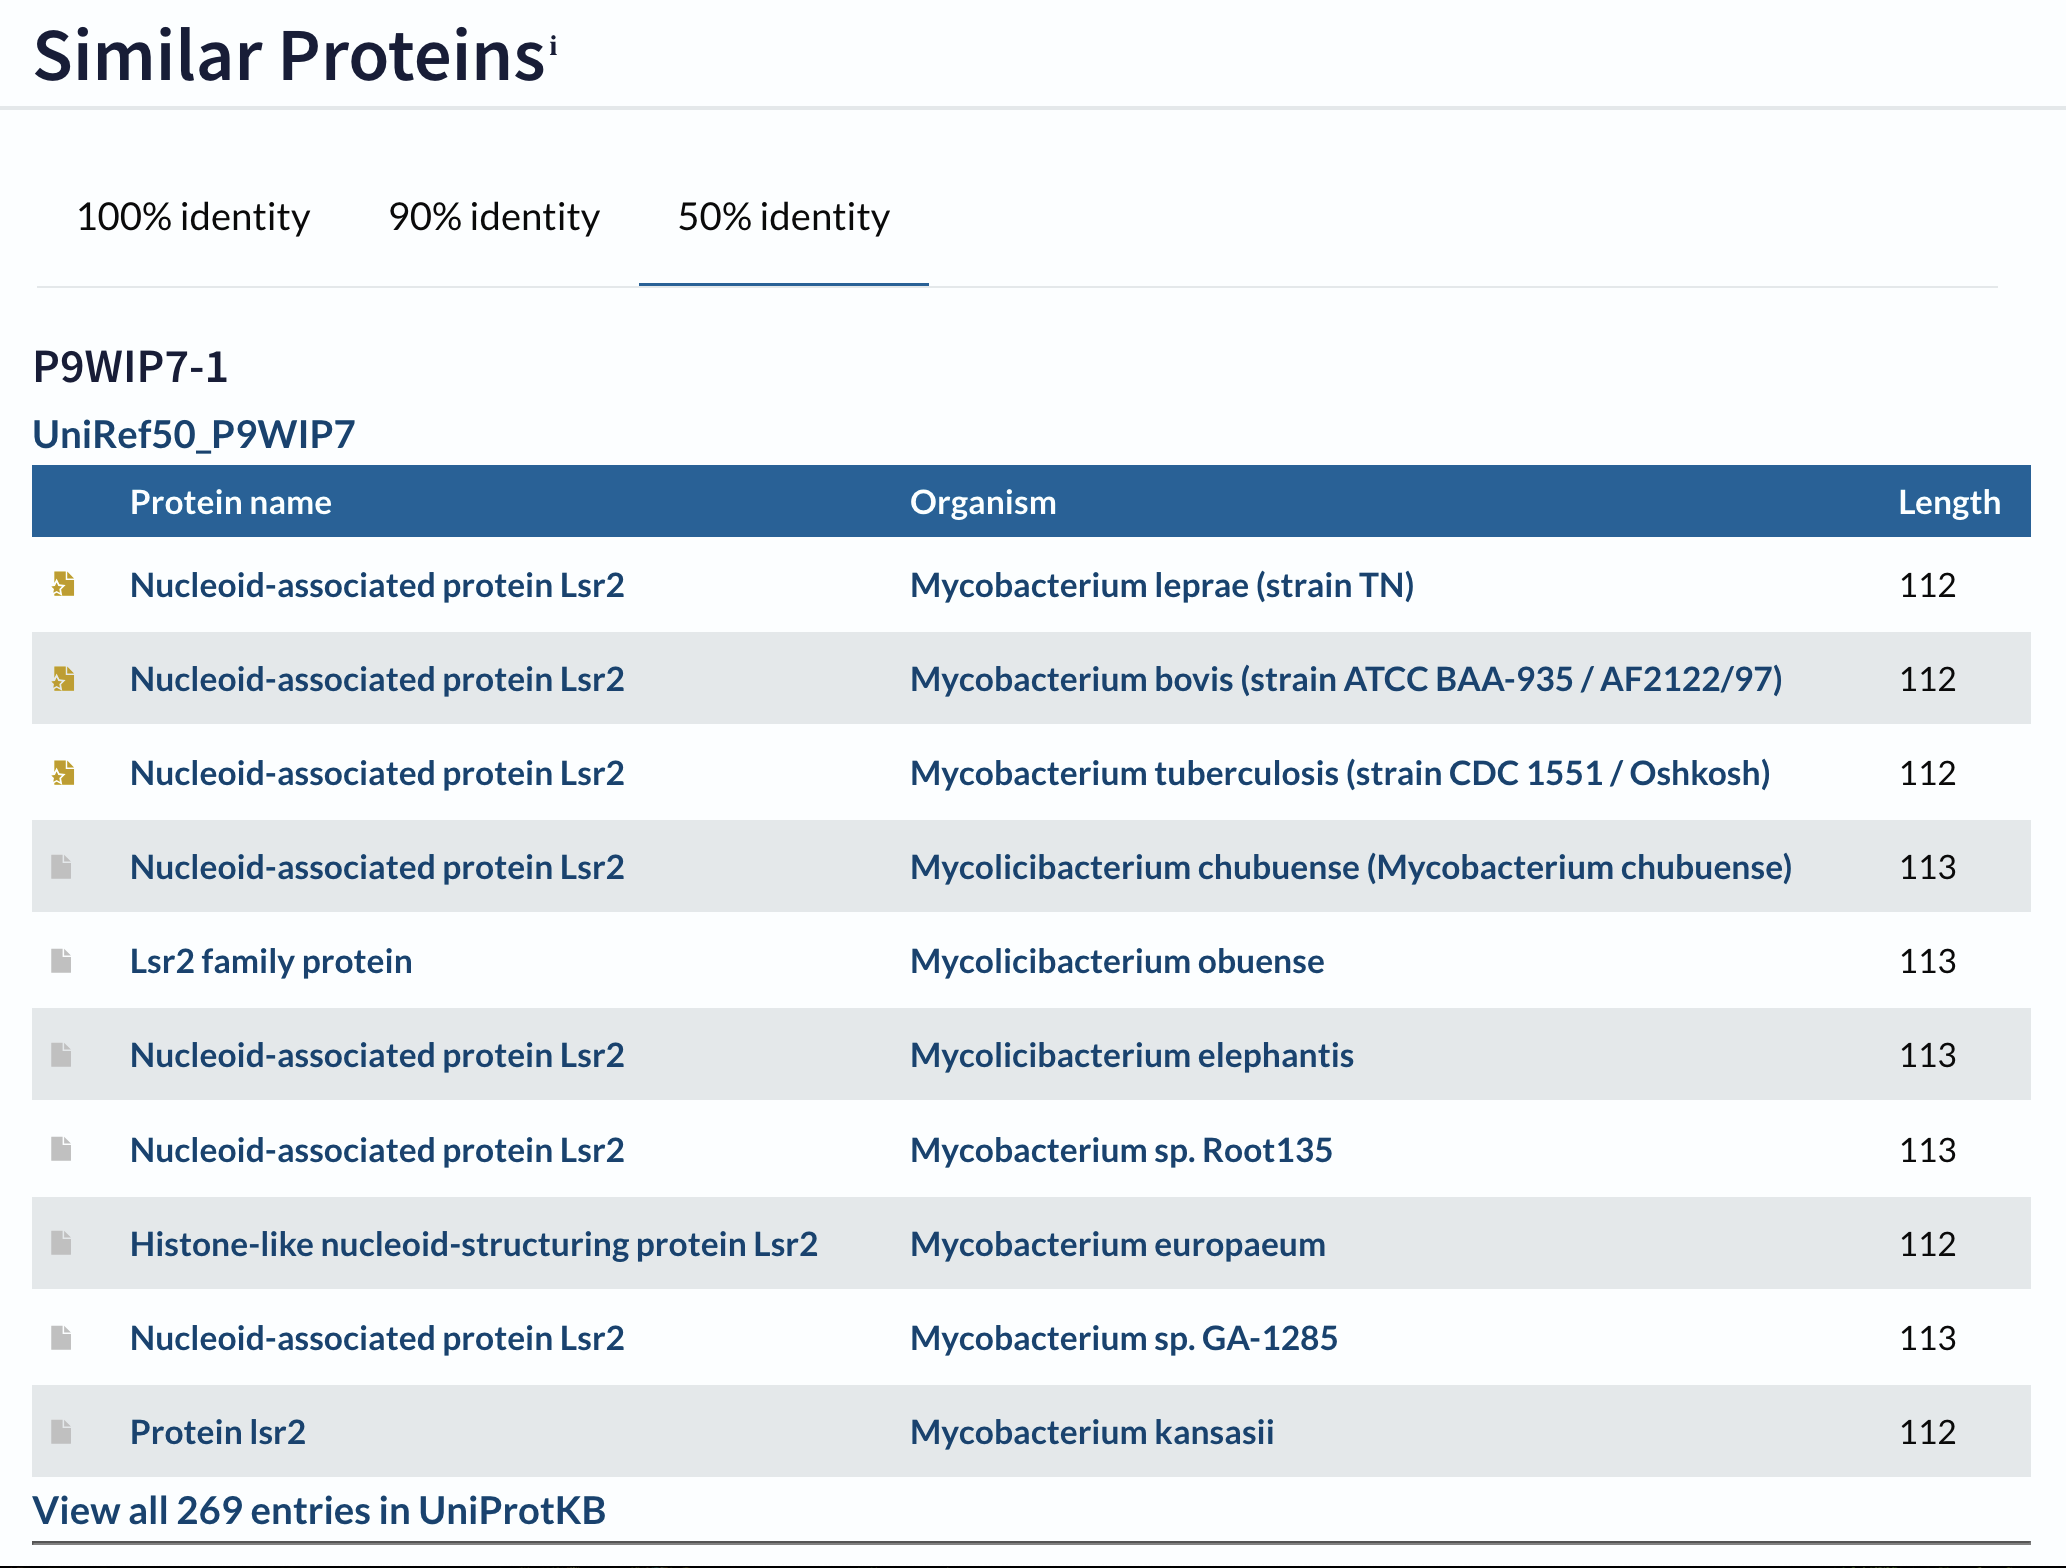 Similar Proteins i
100% identity 90% identity 50% identity
P9WIP7-1
UniRef50_P9WIP7
Protein name Organism Length
Nucleoid-associated protein Lsr2 Mycobacterium leprae (strain TN) 112
Nucleoid-associated protein Lsr2 Mycobacterium bovis (strain ATCC BAA-935 / AF2122/97) 112
Nucleoid-associated protein Lsr2 Mycobacterium tuberculosis (strain CDC 1551 / Oshkosh) 112
Nucleoid-associated protein Lsr2 Mycolicibacterium chubuense (Mycobacterium chubuense) 113
Lsr2 family protein Mycolicibacterium obuense 113
Nucleoid-associated protein Lsr2 Mycolicibacterium elephantis 113
Nucleoid-associated protein Lsr2 Mycobacterium sp. Root135 113
Histone-like nucleoid-structuring protein Lsr2 Mycobacterium europaeum 112
Nucleoid-associated protein Lsr2 Mycobacterium sp. GA-1285 113
Protein lsr2 Mycobacterium kansasii 112
View all 269 entries in UniProtKB